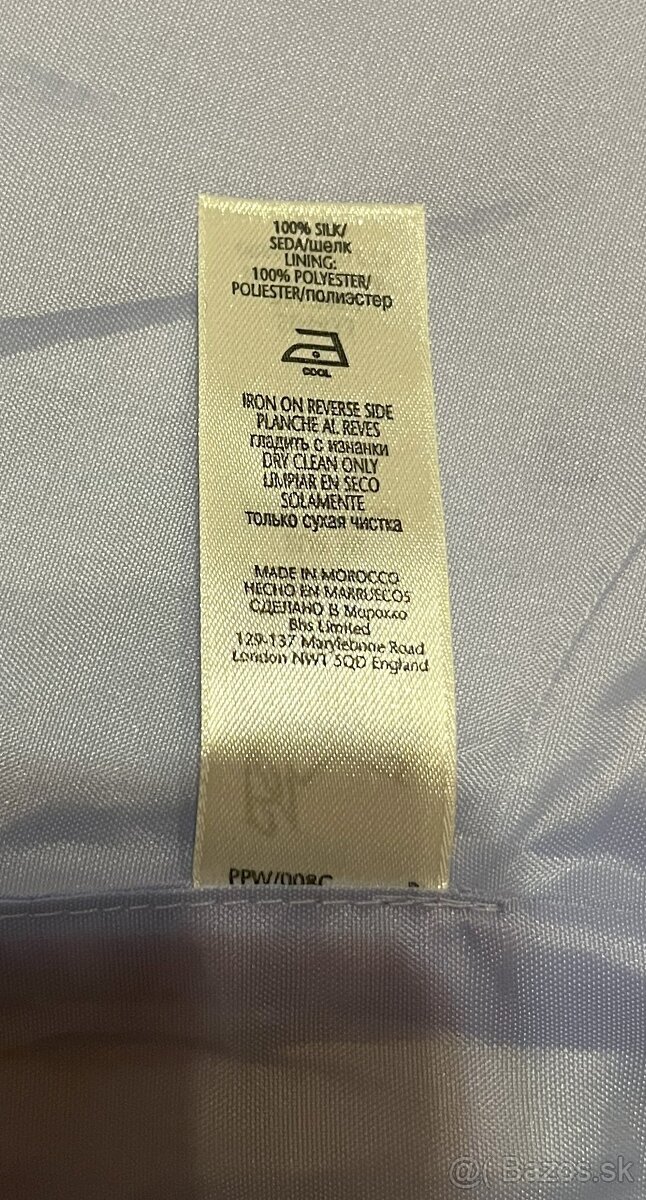 100% SILK/
SEDA/шелк
LINING:
100% POLYESTER/
POLIESTER/полиэстер
COOL
IRON ON REVERSE SIDE
PLANCHE AL REVES
гладить с изнанки
DRY CLEAN ONLY
LIMPIAR EN SECO
SOLAMENTE
только сухая чистка
MADE IN MOROCCO
HECHO EN MARRUECOS
СДЕЛАНО В Марокко
Bhs Limited
129-137 Marylebone Road
London NW1 5QD England
PPW/008C
@ Bazos.sk